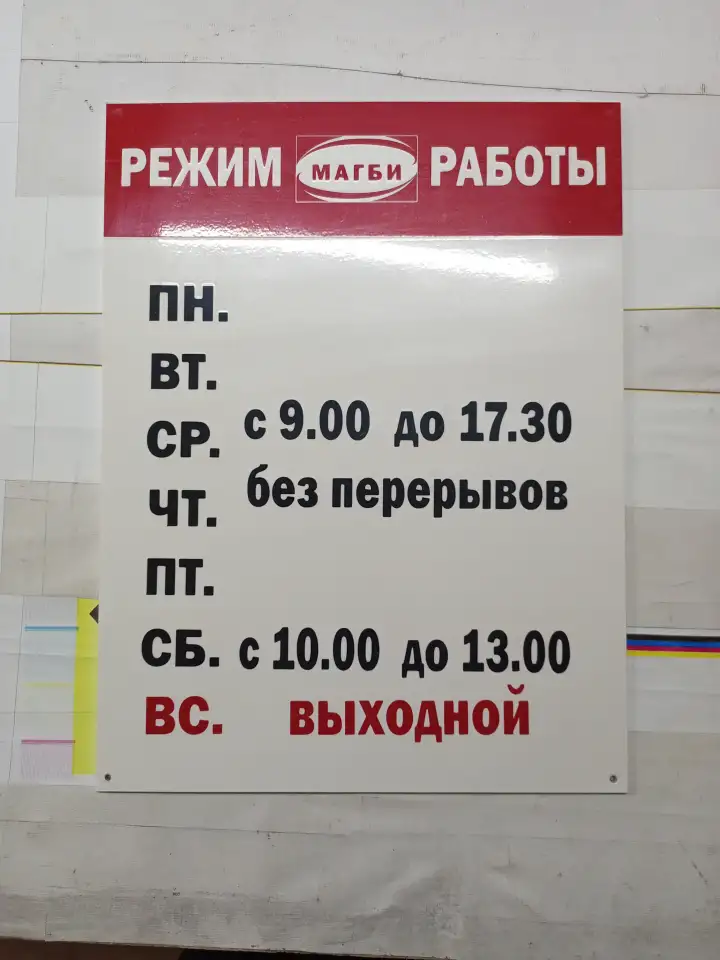 РЕЖИМ МАГБИ РАБОТЫ
ПН.
ВТ.
СР. с 9.00 до 17.30
ЧТ. без перерывов
ПТ.
СБ. с 10.00 до 13.00
ВС. ВЫХОДНОЙ